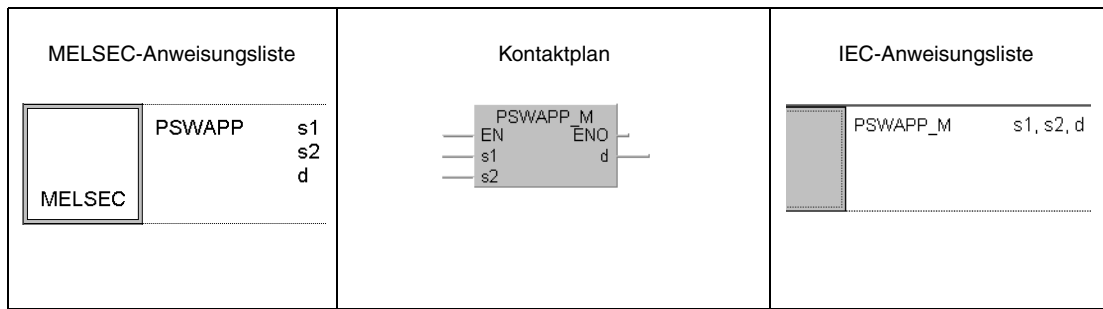 MELSEC-Anweisungsliste
MELSEC
PSWAPP s1
s2
d
Kontaktplan
PSWAPP_M
EN ENO
s1 d
s2
IEC-Anweisungsliste
PSWAPP_M s1, s2, d